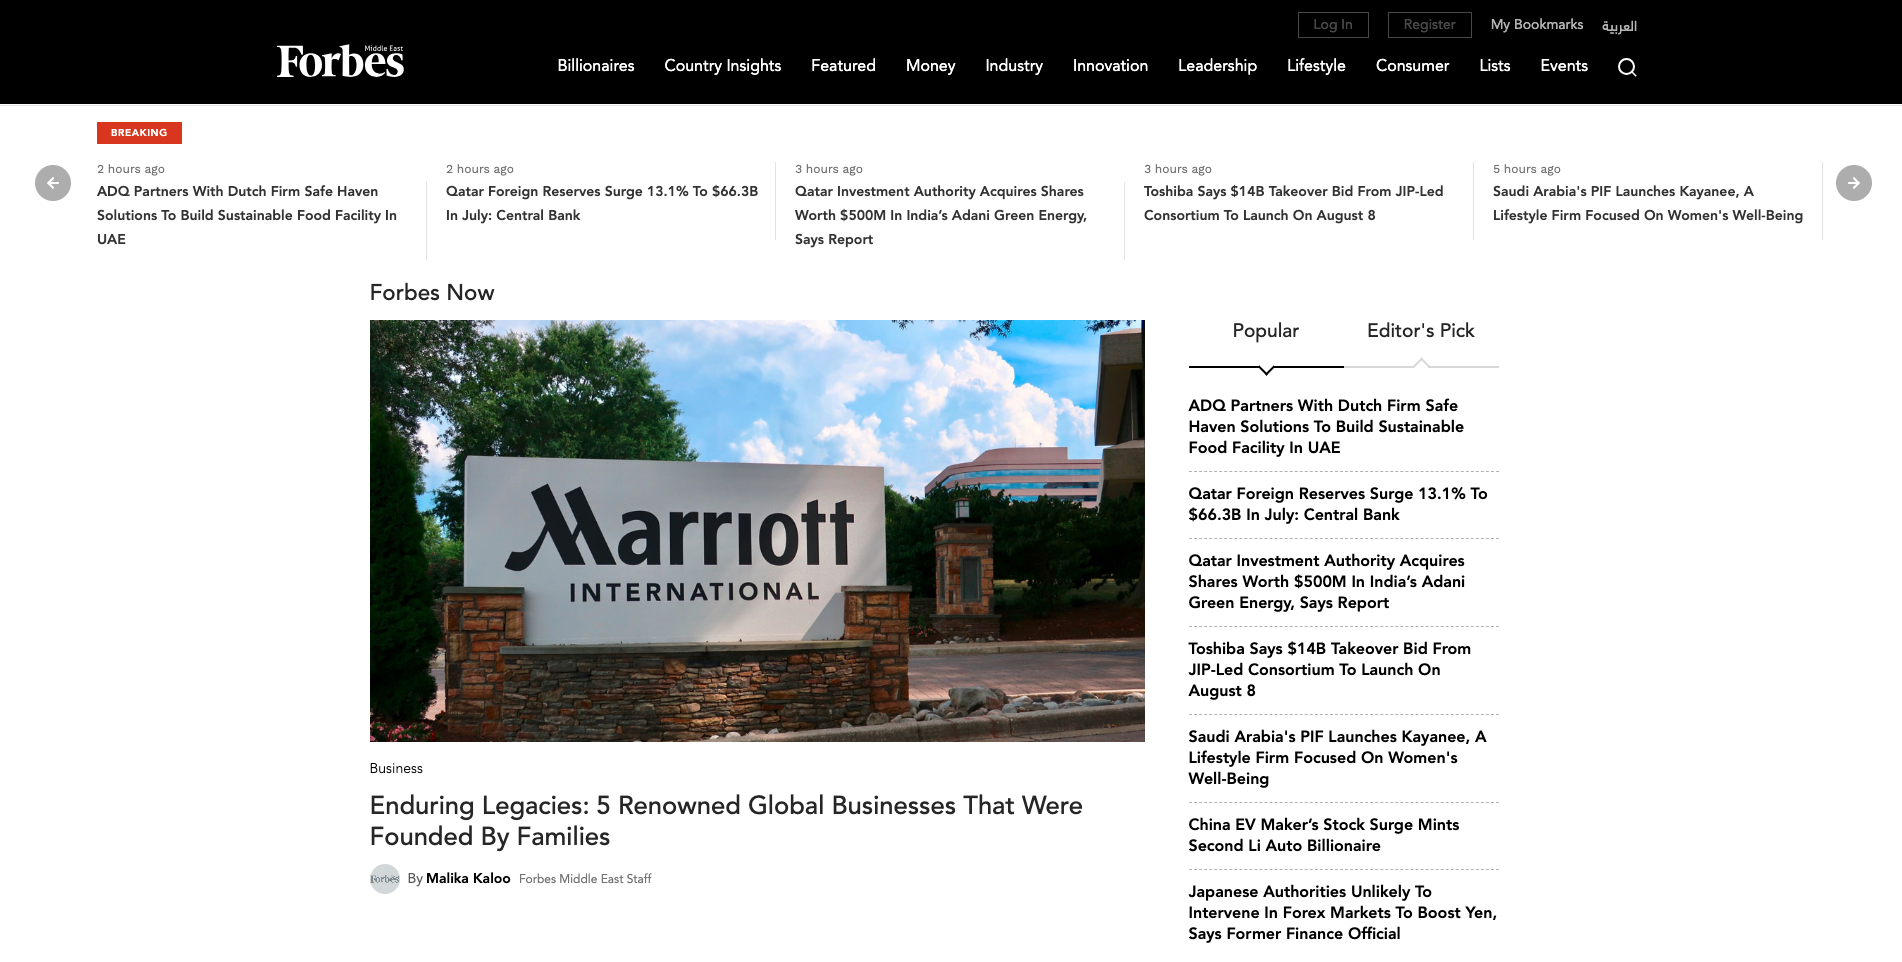 Log In
Register
My Bookmarks
العربية
Forbes
Middle East
Billionaires
Country Insights
Featured
Money
Industry
Innovation
Leadership
Lifestyle
Consumer
Lists
Events
BREAKING
2 hours ago
ADQ Partners With Dutch Firm Safe Haven
Solutions To Build Sustainable Food Facility In
UAE
2 hours ago
Qatar Foreign Reserves Surge 13.1% To $66.3B
In July: Central Bank
3 hours ago
Qatar Investment Authority Acquires Shares
Worth $500M In India’s Adani Green Energy,
Says Report
3 hours ago
Toshiba Says $14B Takeover Bid From JIP-Led
Consortium To Launch On August 8
5 hours ago
Saudi Arabia's PIF Launches Kayanee, A
Lifestyle Firm Focused On Women's Well-Being
Forbes Now
Marriott
INTERNATIONAL
Business
Enduring Legacies: 5 Renowned Global Businesses That Were
Founded By Families
Forbes
By Malika Kaloo Forbes Middle East Staff
Popular
Editor's Pick
ADQ Partners With Dutch Firm Safe
Haven Solutions To Build Sustainable
Food Facility In UAE
Qatar Foreign Reserves Surge 13.1% To
$66.3B In July: Central Bank
Qatar Investment Authority Acquires
Shares Worth $500M In India’s Adani
Green Energy, Says Report
Toshiba Says $14B Takeover Bid From
JIP-Led Consortium To Launch On
August 8
Saudi Arabia's PIF Launches Kayanee, A
Lifestyle Firm Focused On Women's
Well-Being
China EV Maker’s Stock Surge Mints
Second Li Auto Billionaire
Japanese Authorities Unlikely To
Intervene In Forex Markets To Boost Yen,
Says Former Finance Official